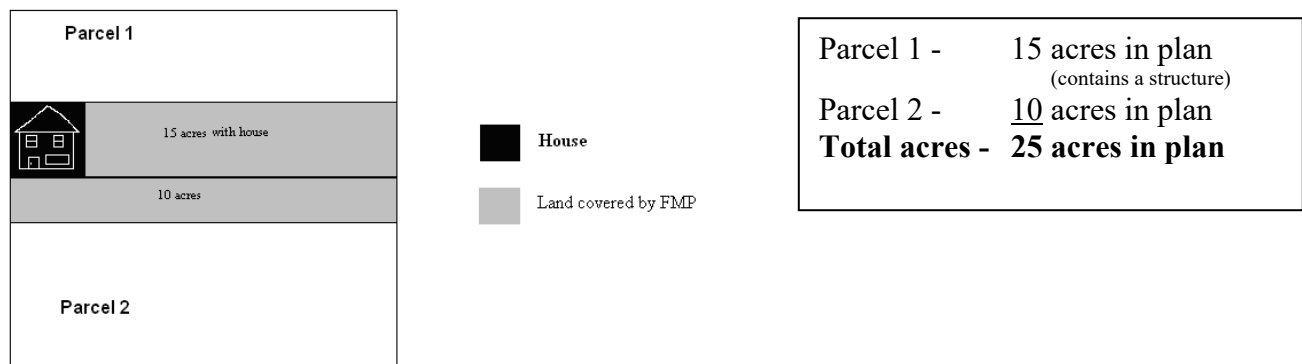 Parcel 1
15 acres with house
10 acres
Parcel 2
House
Land covered by FMP
Parcel 1 - 15 acres in plan
(contains a structure)
Parcel 2 - 10 acres in plan
Total acres - 25 acres in plan